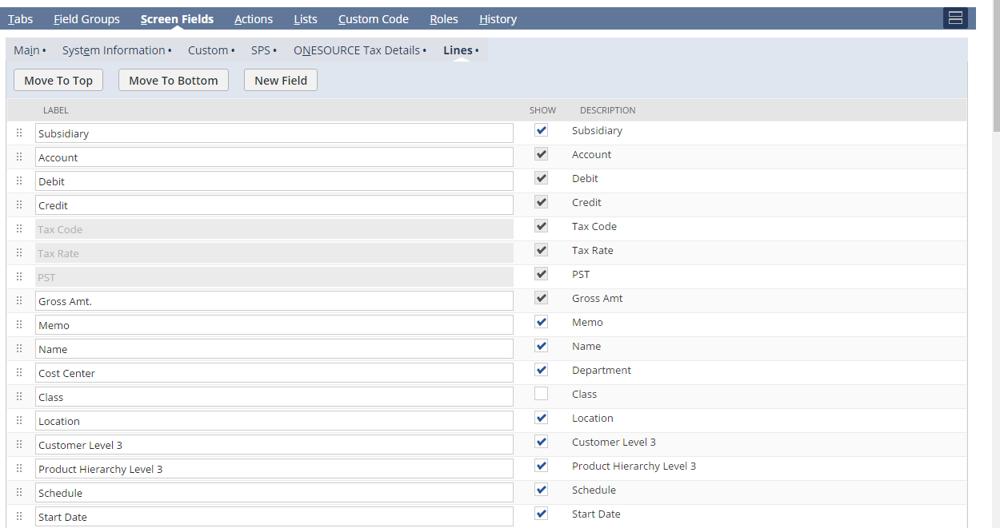 Tabs Field Groups Screen Fields Actions Lists Custom Code Roles History
Main • System Information • Custom • SPS • ONESOURCE Tax Details • Lines •
Move To Top Move To Bottom New Field
LABEL SHOW DESCRIPTION
Subsidiary Subsidiary
Account Account
Debit Debit
Credit Credit
Tax Code Tax Code
Tax Rate Tax Rate
PST PST
Gross Amt. Gross Amt
Memo Memo
Name Name
Cost Center Department
Class Class
Location Location
Customer Level 3 Customer Level 3
Product Hierarchy Level 3 Product Hierarchy Level 3
Schedule Schedule
Start Date Start Date